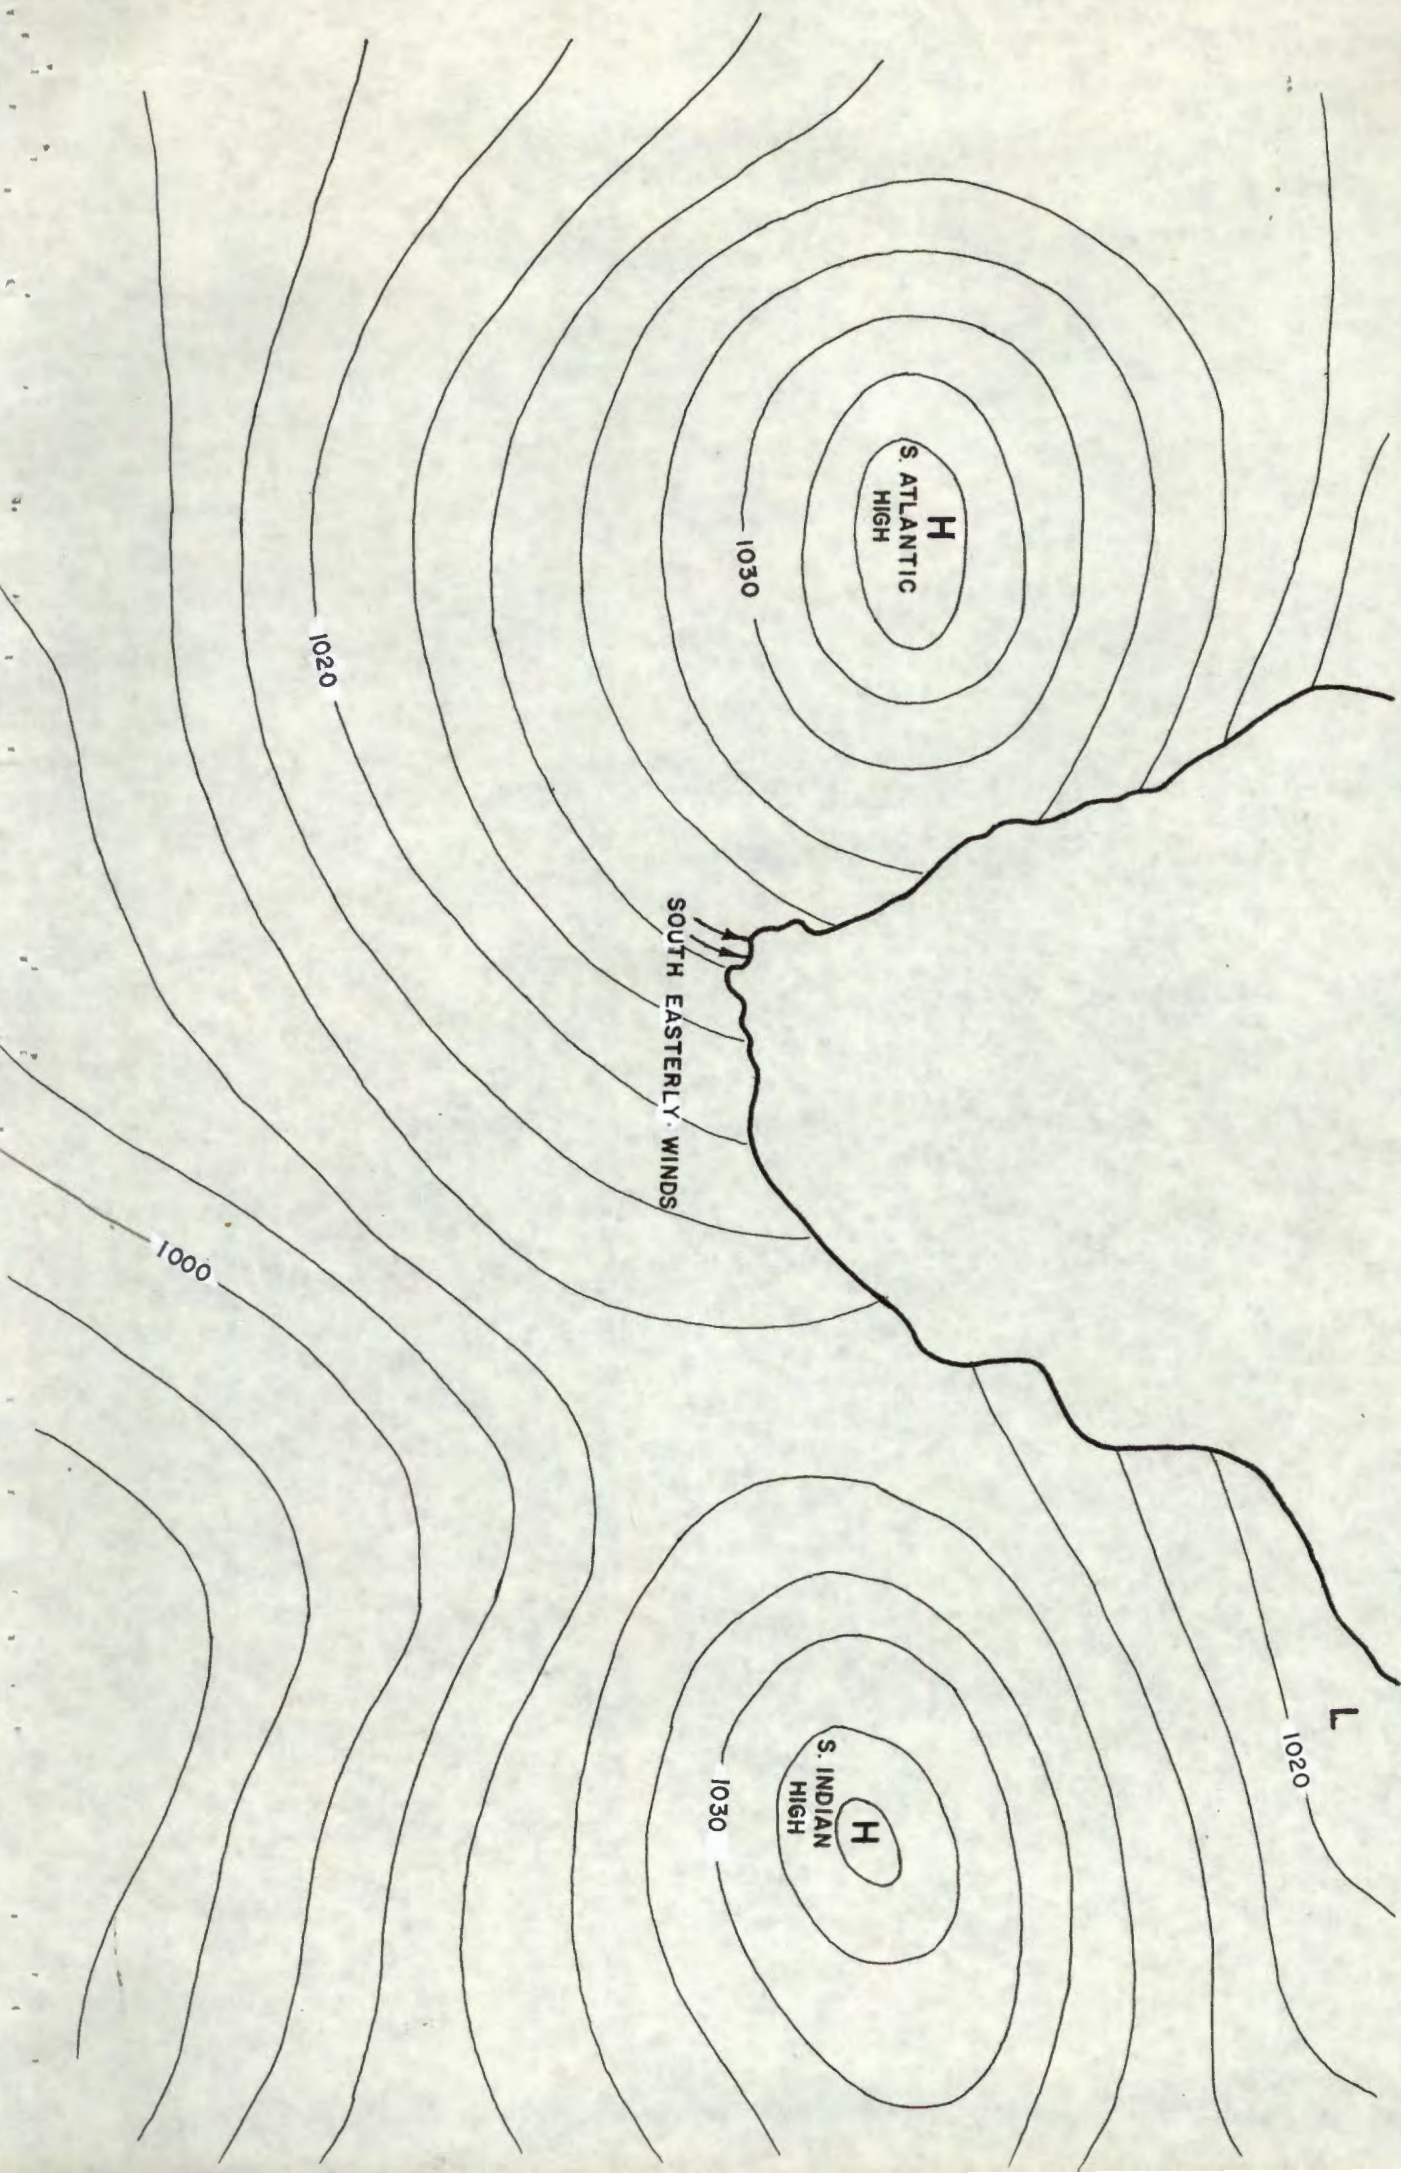 H
S. ATLANTIC
HIGH
1030
1020
SOUTH EASTERLY WINDS
L
1020
H
S. INDIAN
HIGH
1030
1000